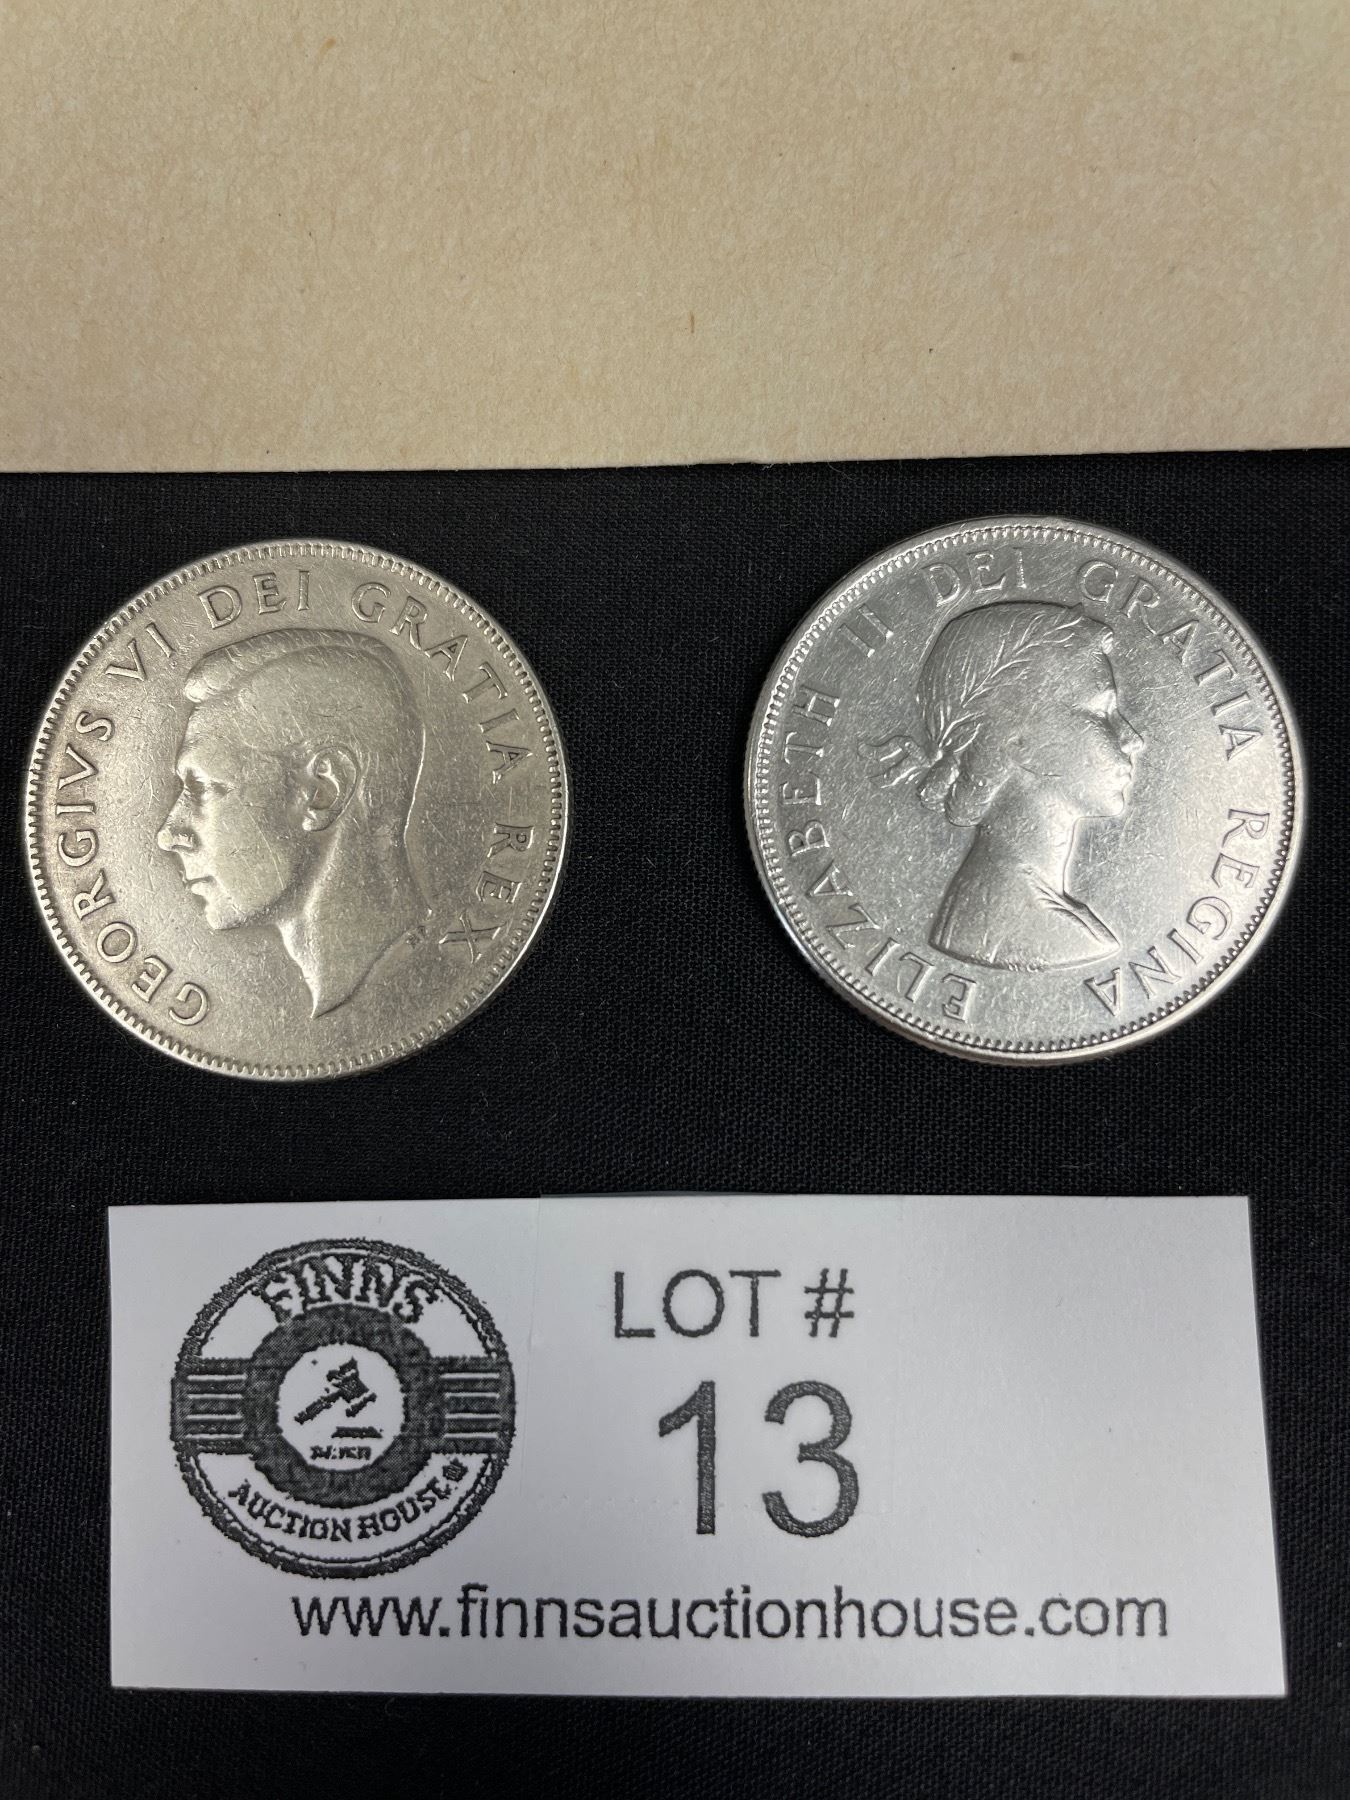 GEORGIVS VI DEI GRATIA REX
ELIZABETH II DEI GRATIA REGINA
FINNS
AUCTION HOUSE
LOT #
13
www.finnsauctionhouse.com